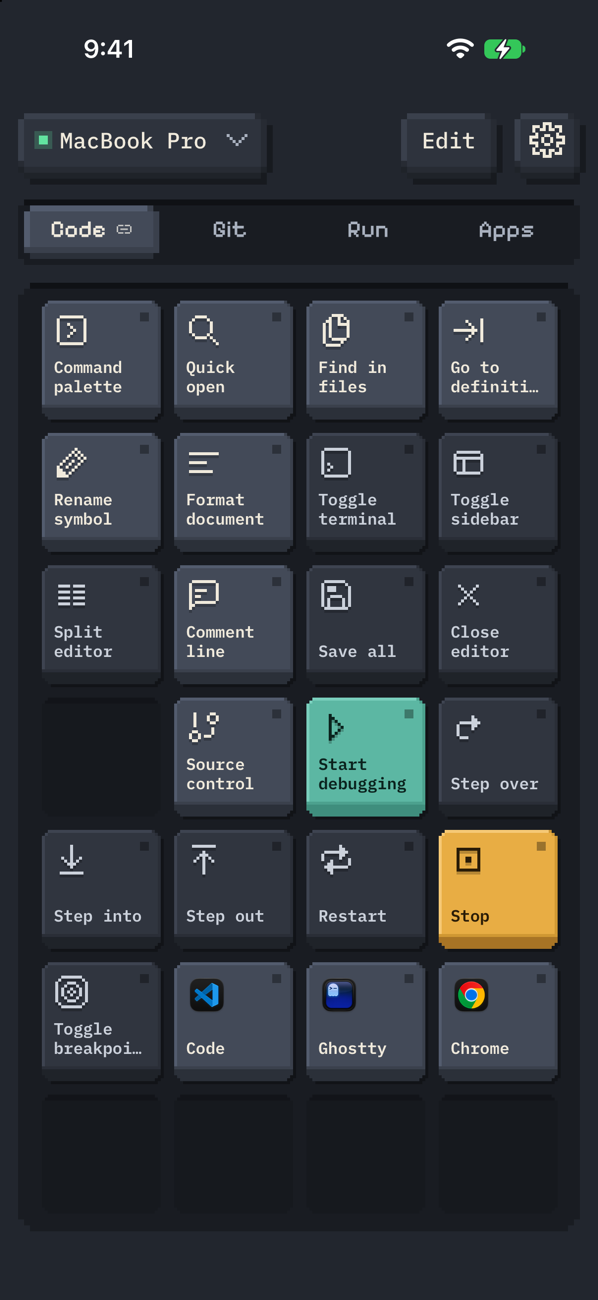 9:41
MacBook Pro
Edit
Code
Git
Run
Apps
Command
palette
Quick
open
Find in
files
Go to
definiti…
Rename
symbol
Format
document
Toggle
terminal
Toggle
sidebar
Split
editor
Comment
line
Save all
Close
editor
Source
control
Start
debugging
Step over
Step into
Step out
Restart
Stop
Toggle
breakpoi…
Code
Ghostty
Chrome